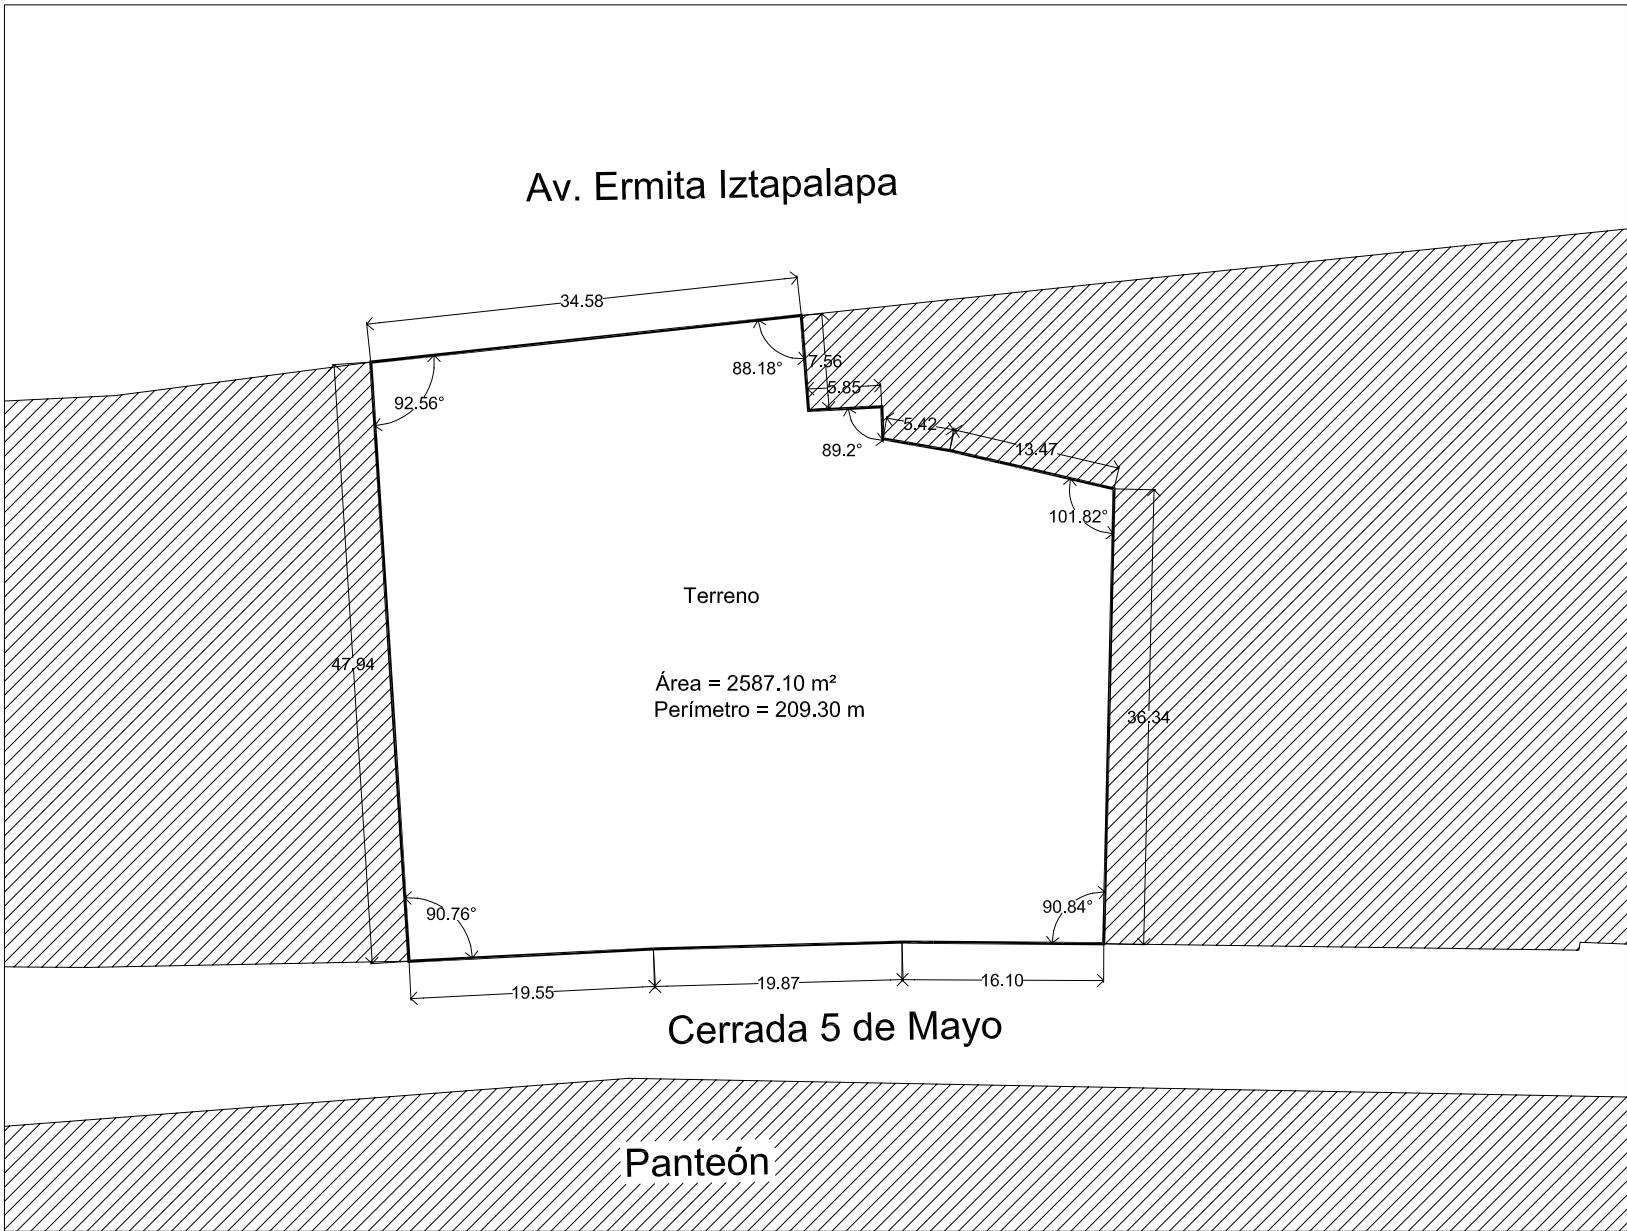 Av. Ermita Iztapalapa
34.58
88.18°
7.56
5.85
92.56°
5.42
89.2°
13.47
101.82°
Terreno
47.94
Área = 2587.10 m²
Perímetro = 209.30 m
36.34
90.76°
90.84°
19.55
19.87
16.10
Cerrada 5 de Mayo
Panteón